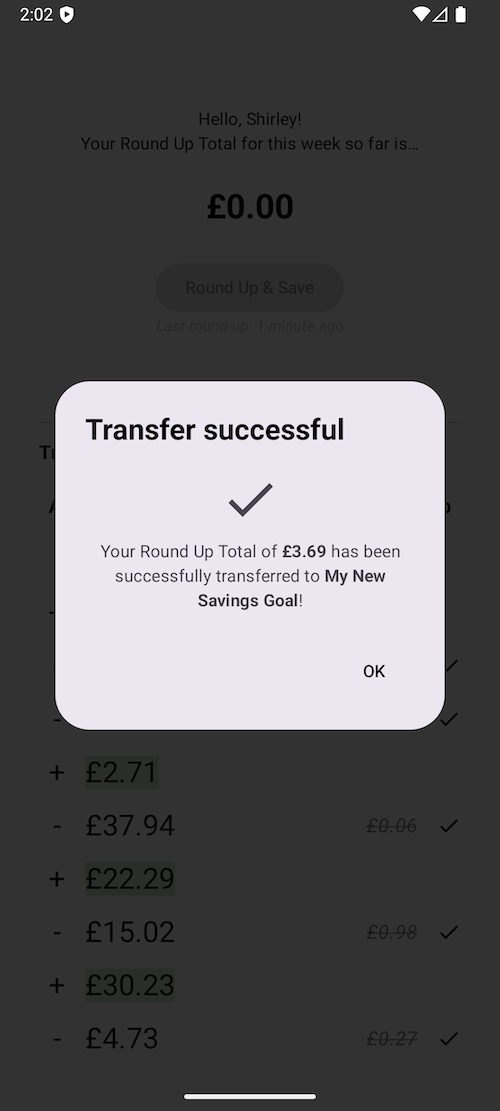 2:02
Hello, Shirley!
Your Round Up Total for this week so far is…
£0.00
Round Up & Save
Last round-up: 1 minute ago
Transfer successful
Your Round Up Total of £3.69 has been
successfully transferred to My New
Savings Goal!
OK
+ £2.71
- £37.94 £0.06
+ £22.29
- £15.02 £0.98
+ £30.23
- £4.73 £0.27